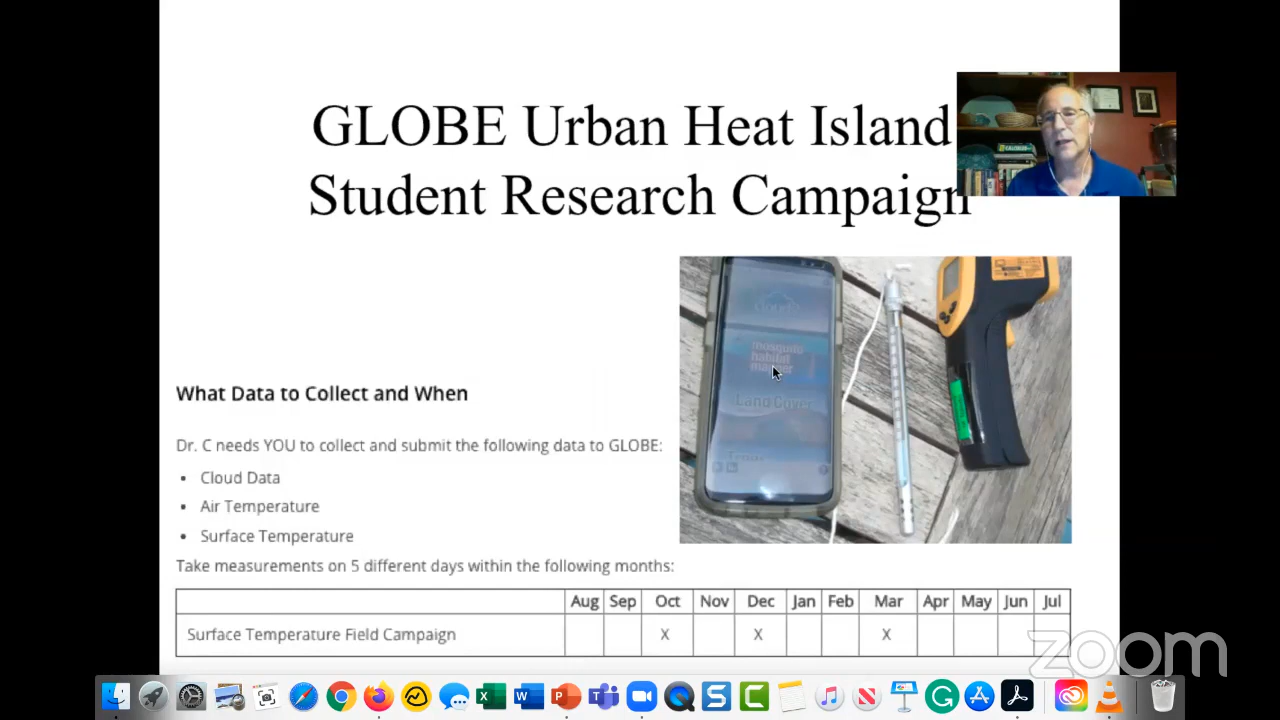 GLOBE Urban Heat Island
Student Research Campaign
clouds
mosquito
habitat
mapper
Land Cover
What Data to Collect and When
Dr. C needs YOU to collect and submit the following data to GLOBE:
• Cloud Data
• Air Temperature
• Surface Temperature
Take measurements on 5 different days within the following months:
Aug Sep Oct Nov Dec Jan Feb Mar Apr May Jun Jul
Surface Temperature Field Campaign X X X
zoom